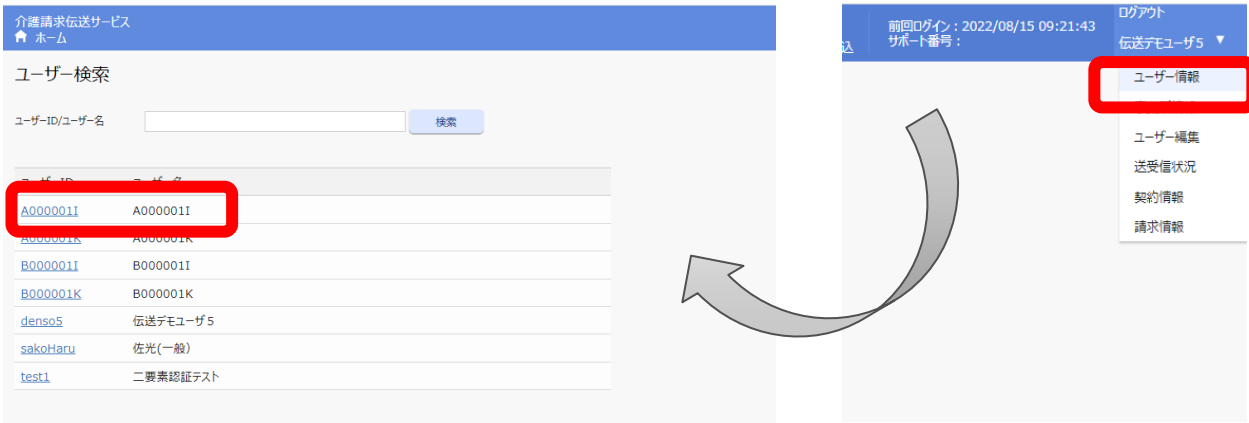 介護請求伝送サービス
ホーム
ユーザー検索
ユーザーID/ユーザー名
検索
A000001I A000001I
A000001K A000001K
B000001I B000001I
B000001K B000001K
denso5 伝送デモユーザ5
sakoHaru 佐光(一般)
test1 二要素認証テスト
込
前回ログイン：2022/08/15 09:21:43
サポート番号：
ログアウト
伝送デモユーザ5 ▼
ユーザー情報
ユーザー編集
送受信状況
契約情報
請求情報